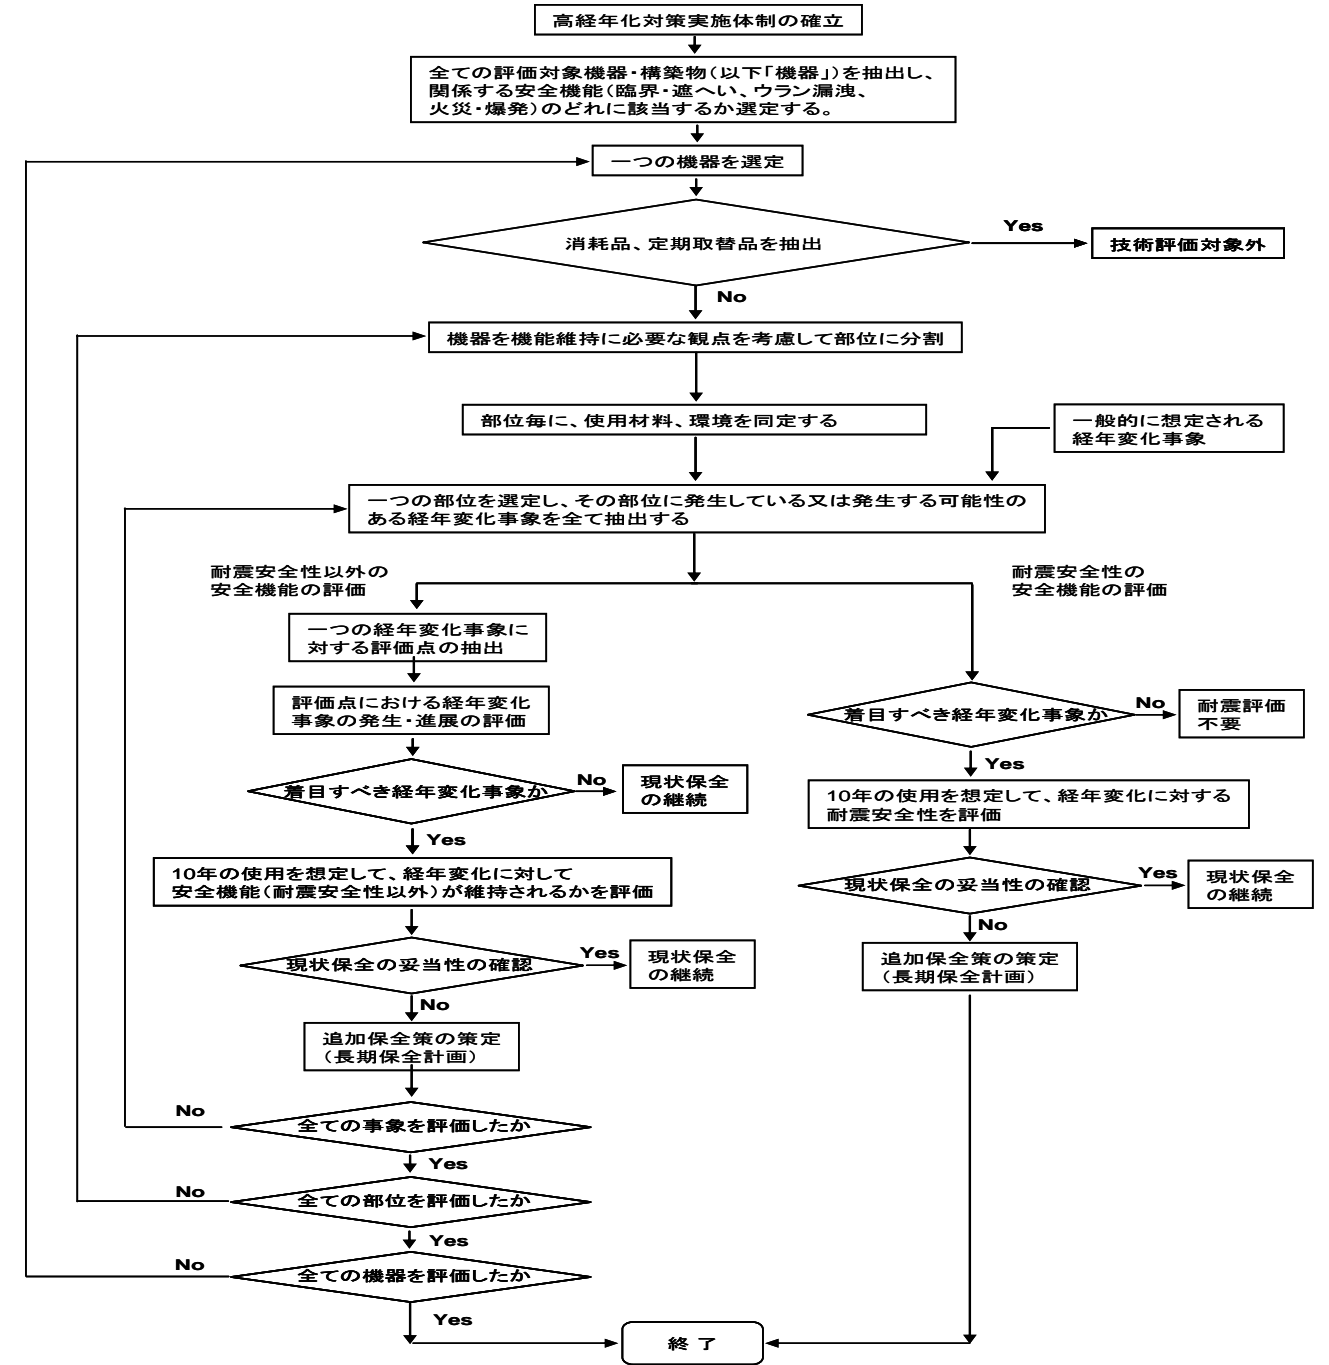 高経年化対策実施体制の確立
全ての評価対象機器・構築物(以下「機器」)を抽出し、
関係する安全機能(臨界・遮へい、ウラン漏洩、
火災・爆発)のどれに該当するか選定する。
一つの機器を選定
消耗品、定期取替品を抽出
Yes
技術評価対象外
No
機器を機能維持に必要な観点を考慮して部位に分割
部位毎に、使用材料、環境を同定する
一般的に想定される
経年変化事象
一つの部位を選定し、その部位に発生している又は発生する可能性の
ある経年変化事象を全て抽出する
耐震安全性以外の
安全機能の評価
耐震安全性の
安全機能の評価
一つの経年変化事象に
対する評価点の抽出
評価点における経年変化
事象の発生・進展の評価
着目すべき経年変化事象か
No
現状保全
の継続
Yes
10年の使用を想定して、経年変化に対して
安全機能(耐震安全性以外)が維持されるかを評価
現状保全の妥当性の確認
Yes
現状保全
の継続
No
追加保全策の策定
(長期保全計画)
着目すべき経年変化事象か
No
耐震評価
不要
Yes
10年の使用を想定して、経年変化に対する
耐震安全性を評価
現状保全の妥当性の確認
Yes
現状保全
の継続
No
追加保全策の策定
(長期保全計画)
No
全ての事象を評価したか
Yes
No
全ての部位を評価したか
Yes
No
全ての機器を評価したか
Yes
終了